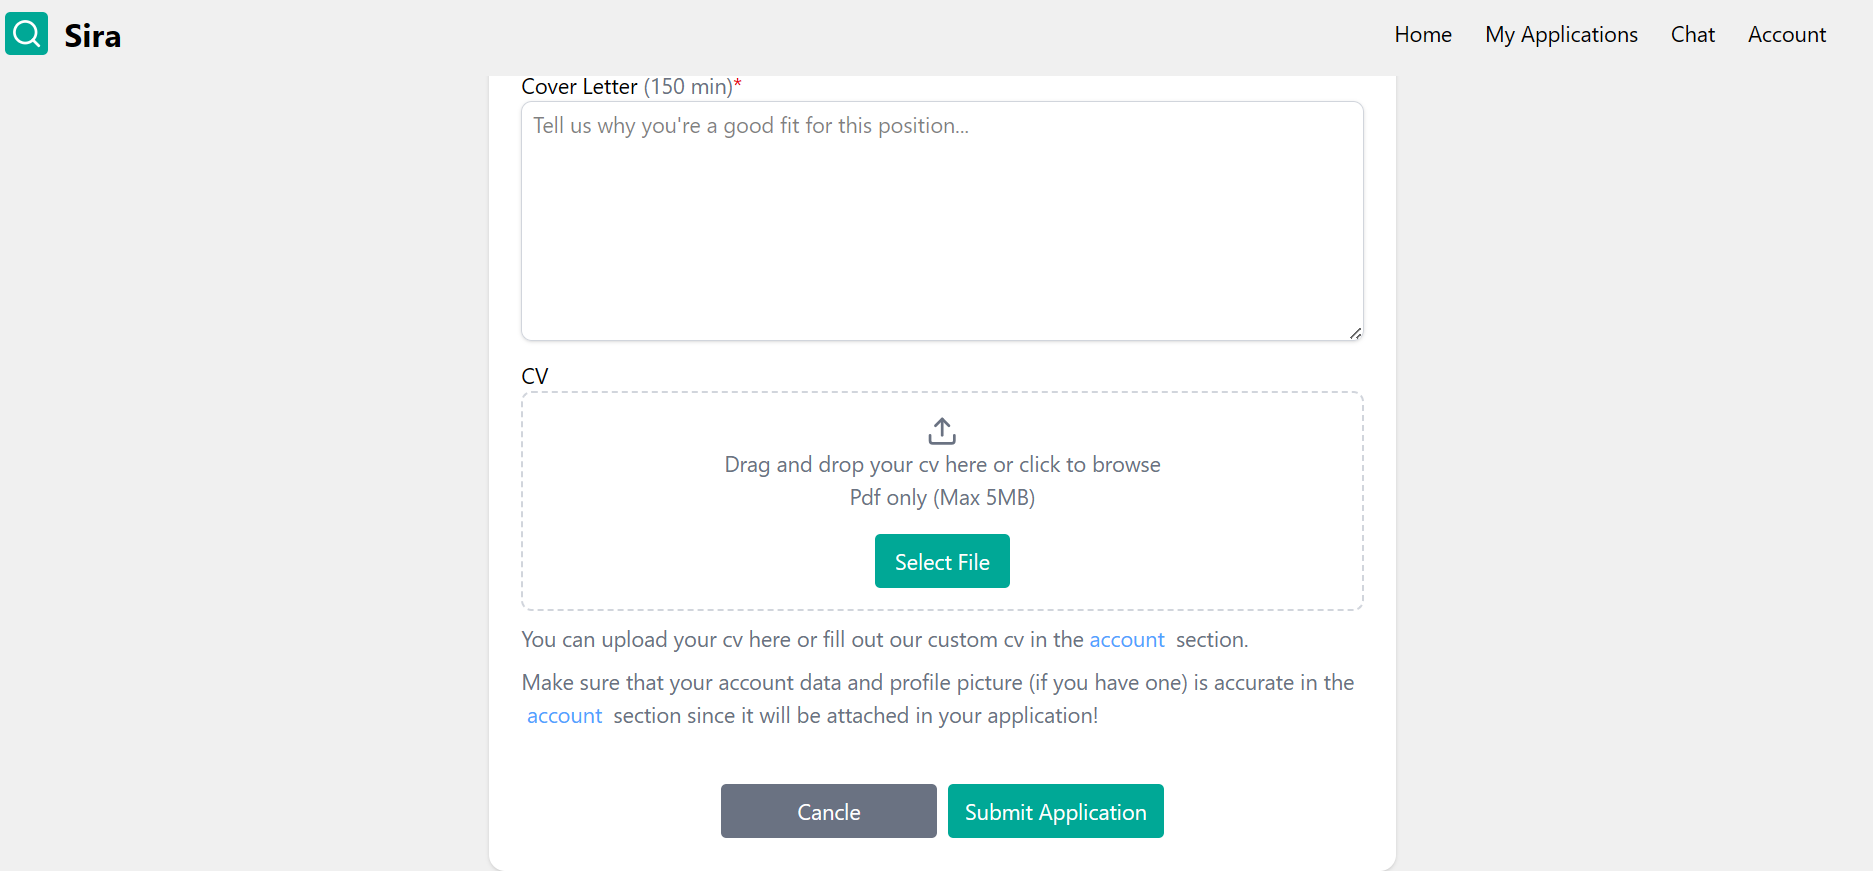 Sira
Home My Applications Chat Account
Cover Letter (150 min)*
Tell us why you're a good fit for this position...
CV
Drag and drop your cv here or click to browse
Pdf only (Max 5MB)
Select File
You can upload your cv here or fill out our custom cv in the account section.
Make sure that your account data and profile picture (if you have one) is accurate in the
account section since it will be attached in your application!
Cancle Submit Application